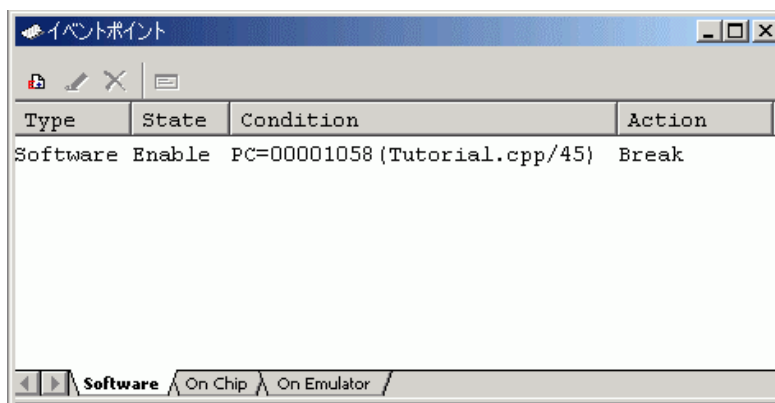 イベントポイント
Type State Condition Action
Software Enable PC=00001058(Tutorial.cpp/45) Break
Software On Chip On Emulator